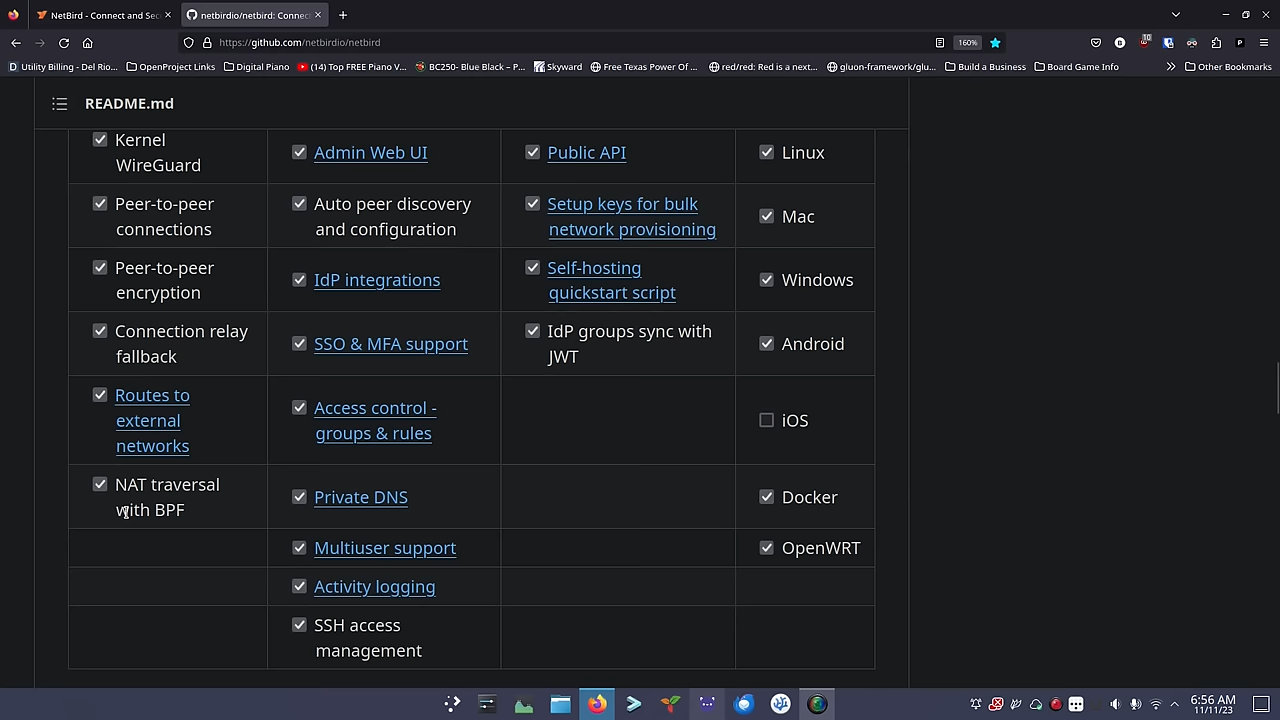 NetBird - Connect and Sec
netbirdio/netbird: Connec
https://github.com/netbirdio/netbird
160%
10
Utility Billing - Del Rio...
OpenProject Links
Digital Piano
(14) Top FREE Piano V...
BC250- Blue Black – P...
Skyward
Free Texas Power Of ...
red/red: Red is a next...
gluon-framework/glu...
Build a Business
Board Game Info
Other Bookmarks
README.md
Kernel
WireGuard
Admin Web UI
Public API
Linux
Peer-to-peer
connections
Auto peer discovery
and configuration
Setup keys for bulk
network provisioning
Mac
Peer-to-peer
encryption
IdP integrations
Self-hosting
quickstart script
Windows
Connection relay
fallback
SSO & MFA support
IdP groups sync with
JWT
Android
Routes to
external
networks
Access control -
groups & rules
iOS
NAT traversal
with BPF
Private DNS
Docker
Multiuser support
OpenWRT
Activity logging
SSH access
management
6:56 AM
11/11/23